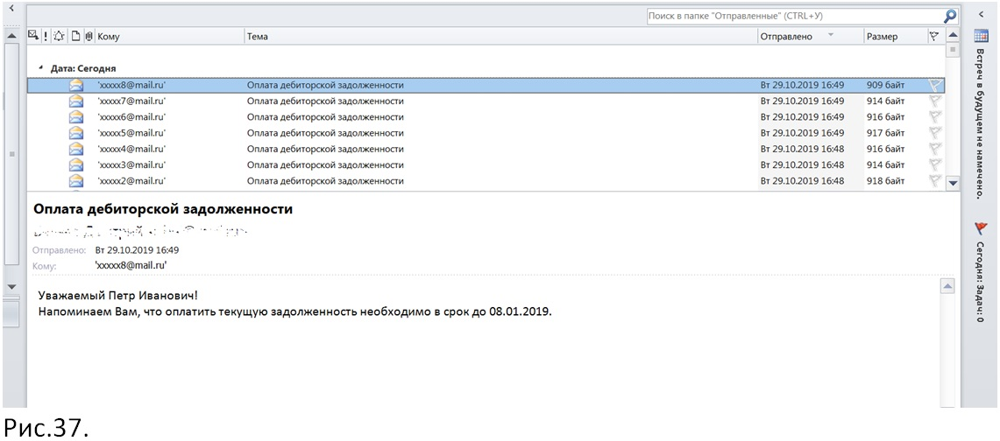 Поиск в папке "Отправленные" (CTRL+У)
Кому Тема Отправлено Размер
Дата: Сегодня
'xxxxx8@mail.ru' Оплата дебиторской задолженности Вт 29.10.2019 16:49 909 байт
'xxxxx7@mail.ru' Оплата дебиторской задолженности Вт 29.10.2019 16:49 914 байт
'xxxxx6@mail.ru' Оплата дебиторской задолженности Вт 29.10.2019 16:49 916 байт
'xxxxx5@mail.ru' Оплата дебиторской задолженности Вт 29.10.2019 16:49 917 байт
'xxxxx4@mail.ru' Оплата дебиторской задолженности Вт 29.10.2019 16:48 916 байт
'xxxxx3@mail.ru' Оплата дебиторской задолженности Вт 29.10.2019 16:48 914 байт
'xxxxx2@mail.ru' Оплата дебиторской задолженности Вт 29.10.2019 16:48 918 байт
Оплата дебиторской задолженности
Отправлено: Вт 29.10.2019 16:49
Кому: 'xxxxx8@mail.ru'
Уважаемый Петр Иванович!
Напоминаем Вам, что оплатить текущую задолженность необходимо в срок до 08.01.2019.
Встреч в будущем не намечено.
Сегодня: Задач: 0
Рис.37.